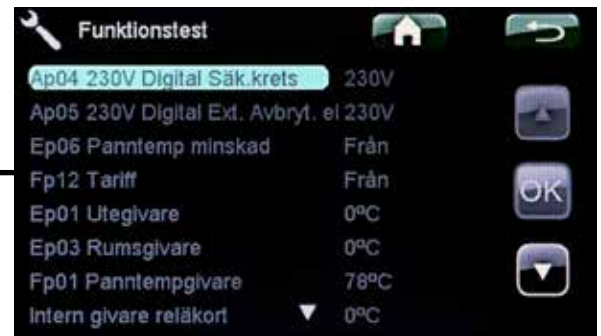 Funktionstest
Ap04 230V Digital Säk.krets 230V
Ap05 230V Digital Ext. Avbryt. el 230V
Ep06 Panntemp minskad Från
Fp12 Tariff Från
Ep01 Utegivare 0ºC
Ep03 Rumsgivare 0ºC
Fp01 Panntempgivare 78ºC
Intern givare reläkort 0ºC
OK